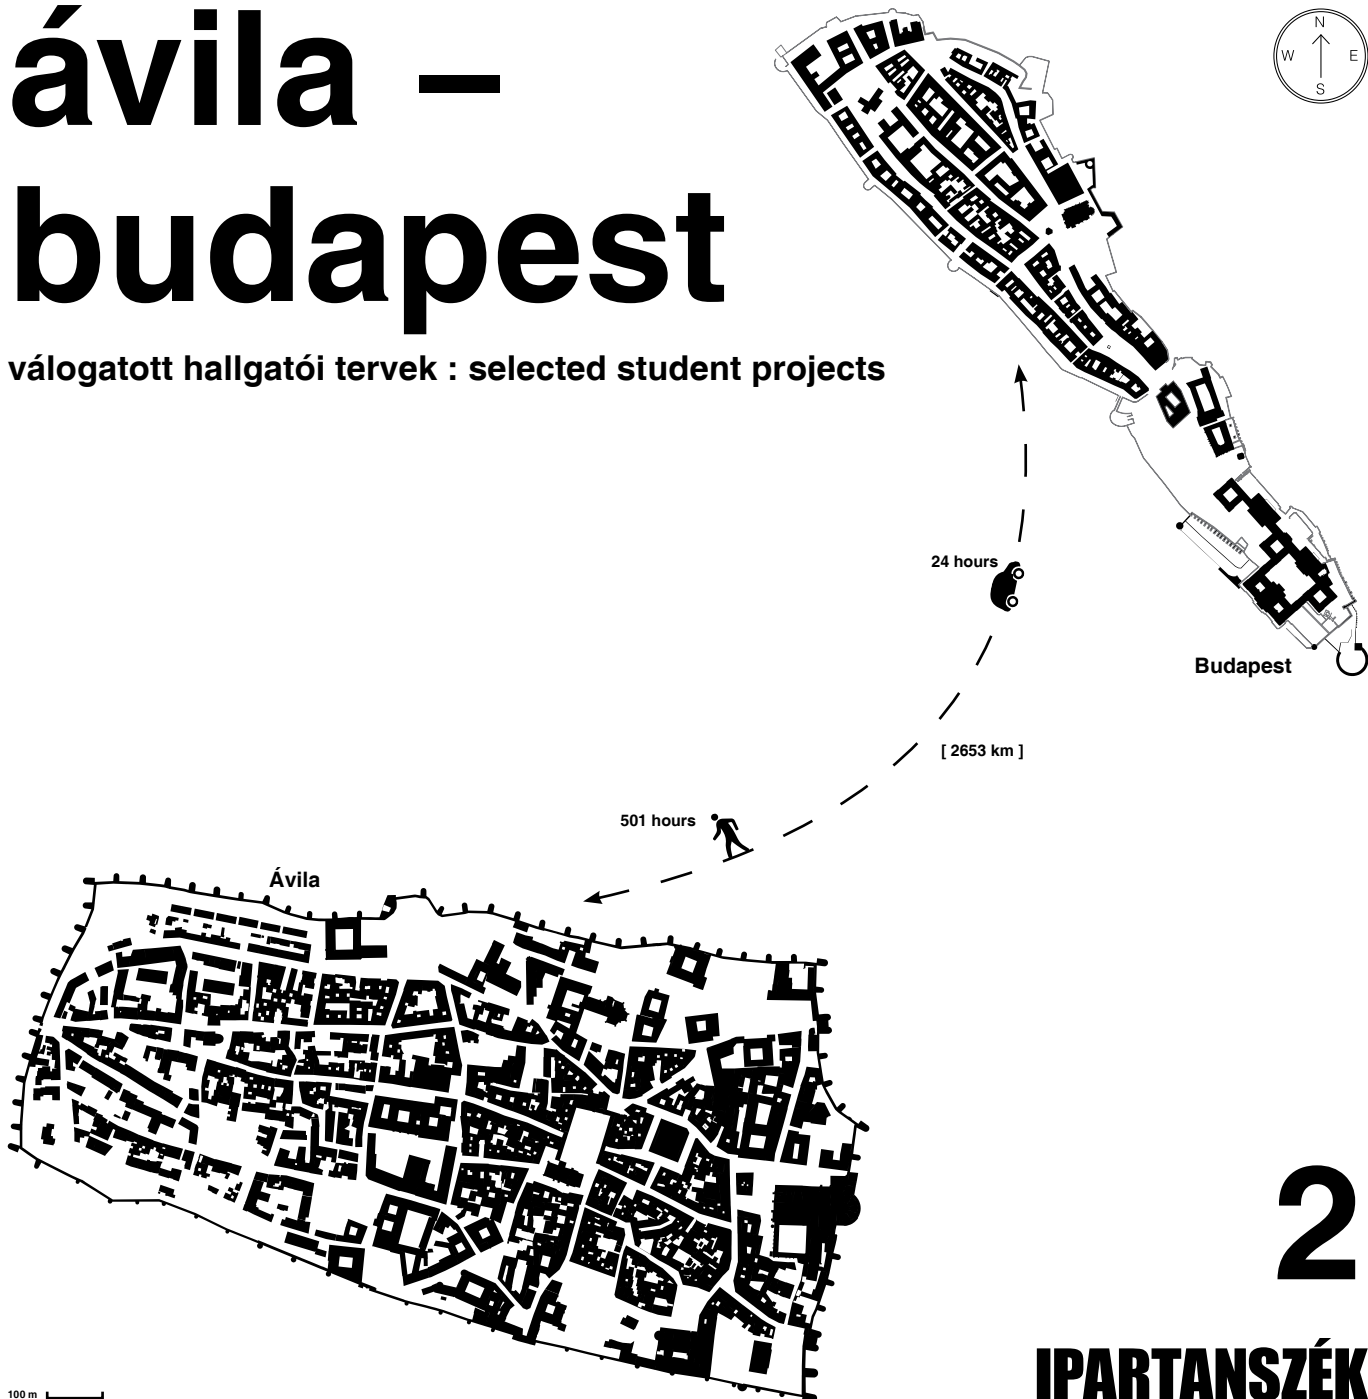 ávila –
budapest
válogatott hallgatói tervek : selected student projects
N
W E
S
24 hours
Budapest
[ 2653 km ]
501 hours
Ávila
2
IPARTANSZÉK
100 m